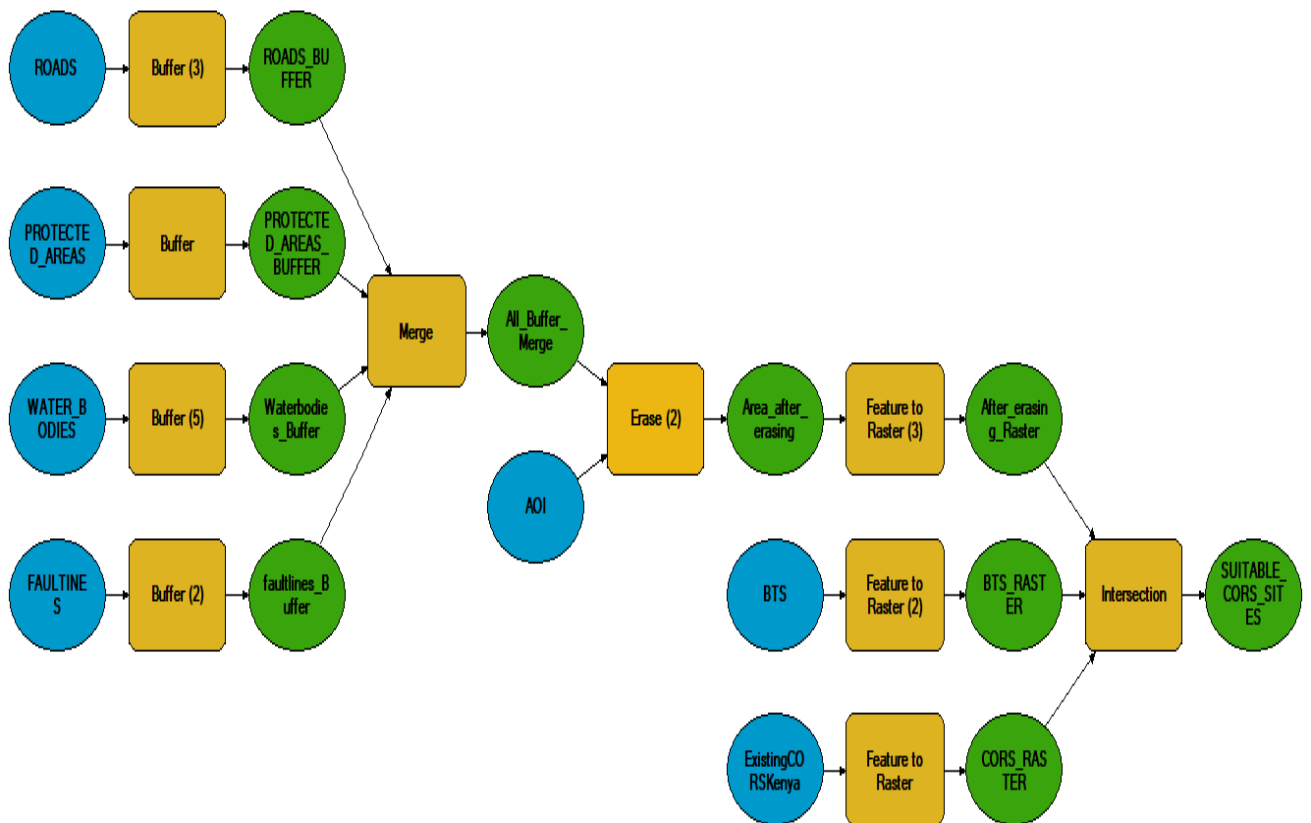 ROADS
Buffer (3)
ROADS_BU
FFER
PROTECTE
D_AREAS
Buffer
PROTECTE
D_AREAS_
BUFFER
Merge
All_Buffer_
Merge
WATER_B
ODIES
Buffer (5)
Waterbodie
s_Buffer
Erase (2)
Area_after_
erasing
Feature to
Raster (3)
After_erasin
g_Raster
AOI
FAULTINE
S
Buffer (2)
faultlines_B
uffer
BTS
Feature to
Raster (2)
BTS_RAST
ER
Intersection
SUITABLE_
CORS_SIT
ES
ExistingCO
RSKenya
Feature to
Raster
CORS_RAS
TER